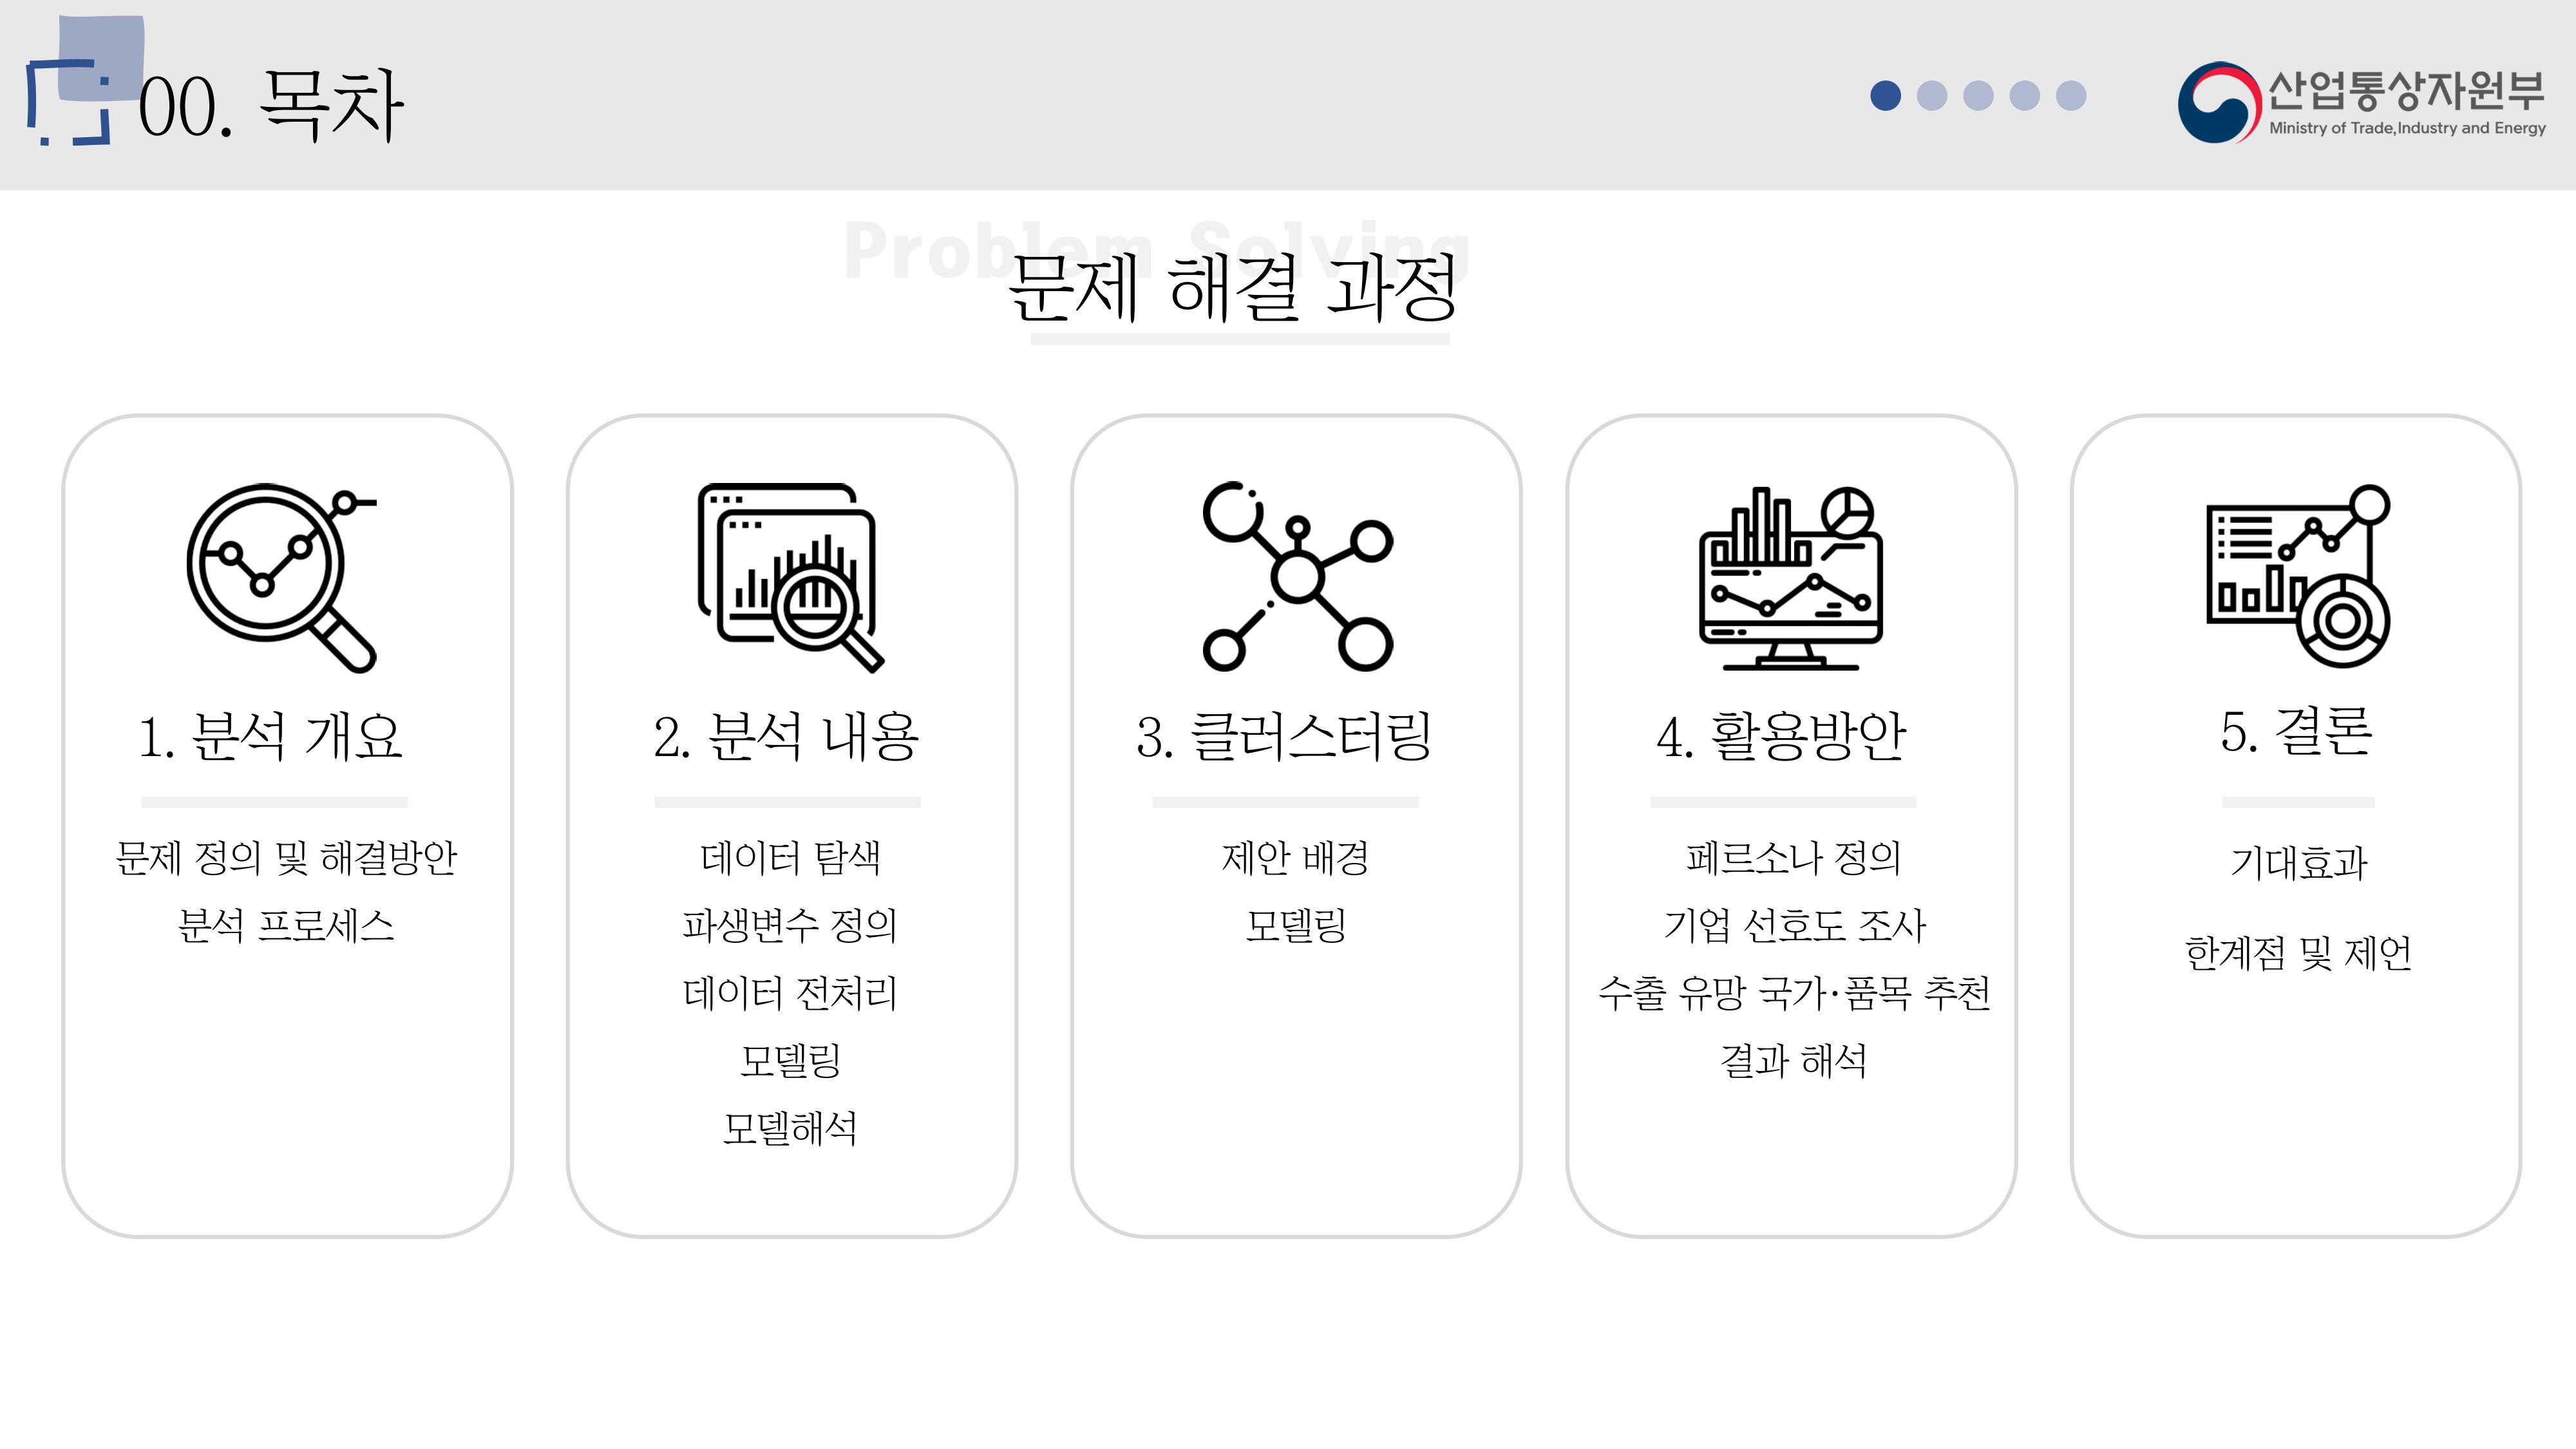 00. 목차
산업통상자원부
Ministry of Trade,Industry and Energy
Problem Solving
문제 해결 과정
1. 분석 개요
문제 정의 및 해결방안
분석 프로세스
2. 분석 내용
데이터 탐색
파생변수 정의
데이터 전처리
모델링
모델해석
3. 클러스터링
제안 배경
모델링
4. 활용방안
페르소나 정의
기업 선호도 조사
수출 유망 국가·품목 추천
결과 해석
5. 결론
기대효과
한계점 및 제언